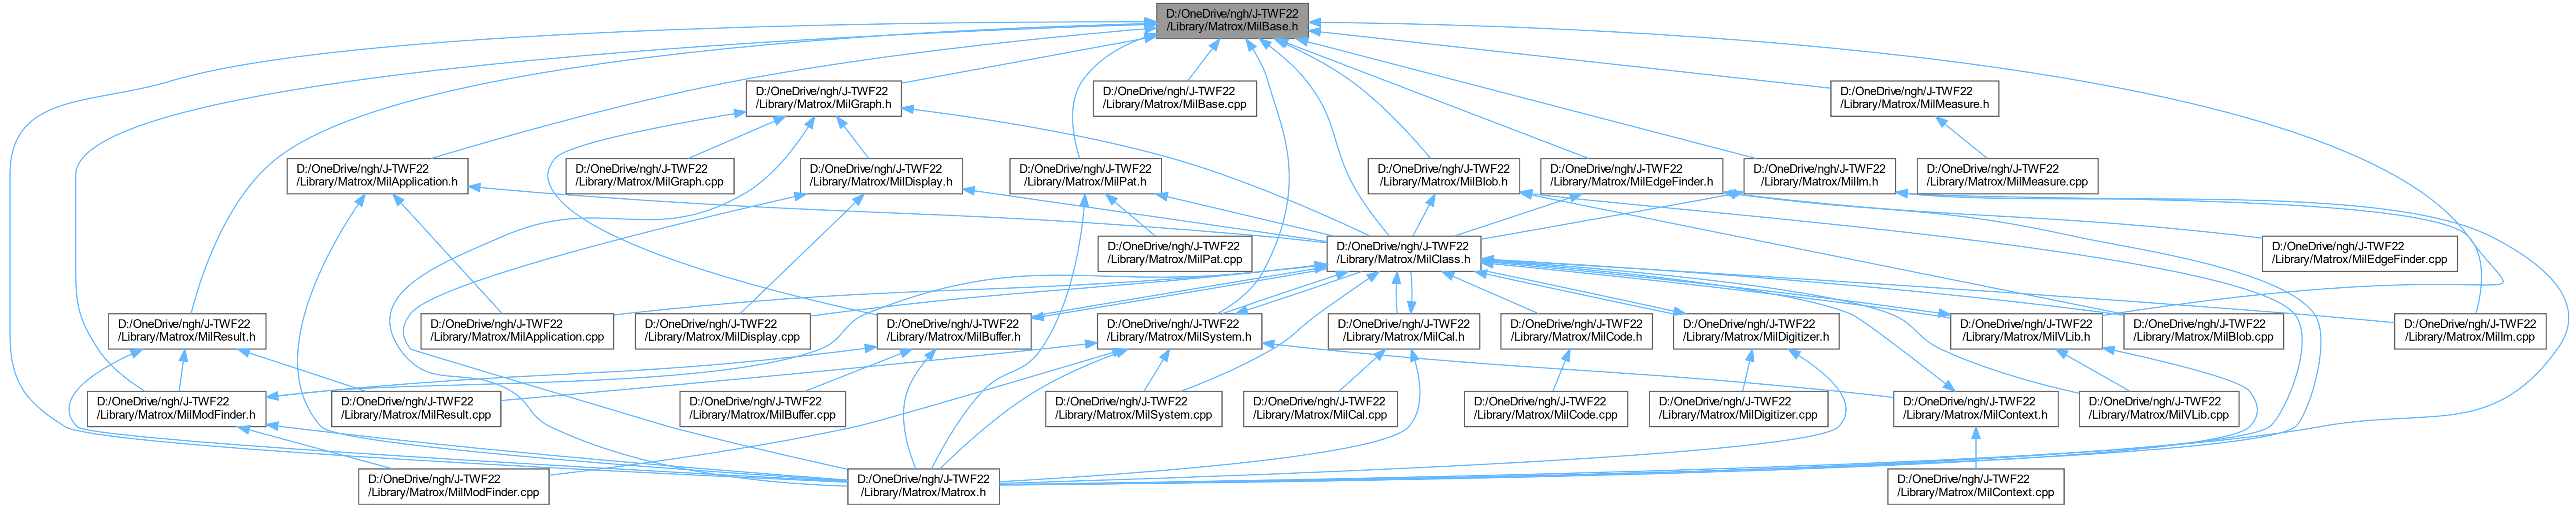 D:/OneDrive/ngh/J-TWF22
/Library/Matrox/MilBase.h
D:/OneDrive/ngh/J-TWF22
/Library/Matrox/MilGraph.h
D:/OneDrive/ngh/J-TWF22
/Library/Matrox/MilBase.cpp
D:/OneDrive/ngh/J-TWF22
/Library/Matrox/MilMeasure.h
D:/OneDrive/ngh/J-TWF22
/Library/Matrox/MilApplication.h
D:/OneDrive/ngh/J-TWF22
/Library/Matrox/MilGraph.cpp
D:/OneDrive/ngh/J-TWF22
/Library/Matrox/MilDisplay.h
D:/OneDrive/ngh/J-TWF22
/Library/Matrox/MilPat.h
D:/OneDrive/ngh/J-TWF22
/Library/Matrox/MilBlob.h
D:/OneDrive/ngh/J-TWF22
/Library/Matrox/MilEdgeFinder.h
D:/OneDrive/ngh/J-TWF22
/Library/Matrox/MilIm.h
D:/OneDrive/ngh/J-TWF22
/Library/Matrox/MilMeasure.cpp
D:/OneDrive/ngh/J-TWF22
/Library/Matrox/MilPat.cpp
D:/OneDrive/ngh/J-TWF22
/Library/Matrox/MilClass.h
D:/OneDrive/ngh/J-TWF22
/Library/Matrox/MilEdgeFinder.cpp
D:/OneDrive/ngh/J-TWF22
/Library/Matrox/MilResult.h
D:/OneDrive/ngh/J-TWF22
/Library/Matrox/MilApplication.cpp
D:/OneDrive/ngh/J-TWF22
/Library/Matrox/MilDisplay.cpp
D:/OneDrive/ngh/J-TWF22
/Library/Matrox/MilBuffer.h
D:/OneDrive/ngh/J-TWF22
/Library/Matrox/MilSystem.h
D:/OneDrive/ngh/J-TWF22
/Library/Matrox/MilCal.h
D:/OneDrive/ngh/J-TWF22
/Library/Matrox/MilCode.h
D:/OneDrive/ngh/J-TWF22
/Library/Matrox/MilDigitizer.h
D:/OneDrive/ngh/J-TWF22
/Library/Matrox/MilVLib.h
D:/OneDrive/ngh/J-TWF22
/Library/Matrox/MilBlob.cpp
D:/OneDrive/ngh/J-TWF22
/Library/Matrox/MilIm.cpp
D:/OneDrive/ngh/J-TWF22
/Library/Matrox/MilModFinder.h
D:/OneDrive/ngh/J-TWF22
/Library/Matrox/MilResult.cpp
D:/OneDrive/ngh/J-TWF22
/Library/Matrox/MilBuffer.cpp
D:/OneDrive/ngh/J-TWF22
/Library/Matrox/MilSystem.cpp
D:/OneDrive/ngh/J-TWF22
/Library/Matrox/MilCal.cpp
D:/OneDrive/ngh/J-TWF22
/Library/Matrox/MilCode.cpp
D:/OneDrive/ngh/J-TWF22
/Library/Matrox/MilDigitizer.cpp
D:/OneDrive/ngh/J-TWF22
/Library/Matrox/MilContext.h
D:/OneDrive/ngh/J-TWF22
/Library/Matrox/MilVLib.cpp
D:/OneDrive/ngh/J-TWF22
/Library/Matrox/MilModFinder.cpp
D:/OneDrive/ngh/J-TWF22
/Library/Matrox/Matrox.h
D:/OneDrive/ngh/J-TWF22
/Library/Matrox/MilContext.cpp